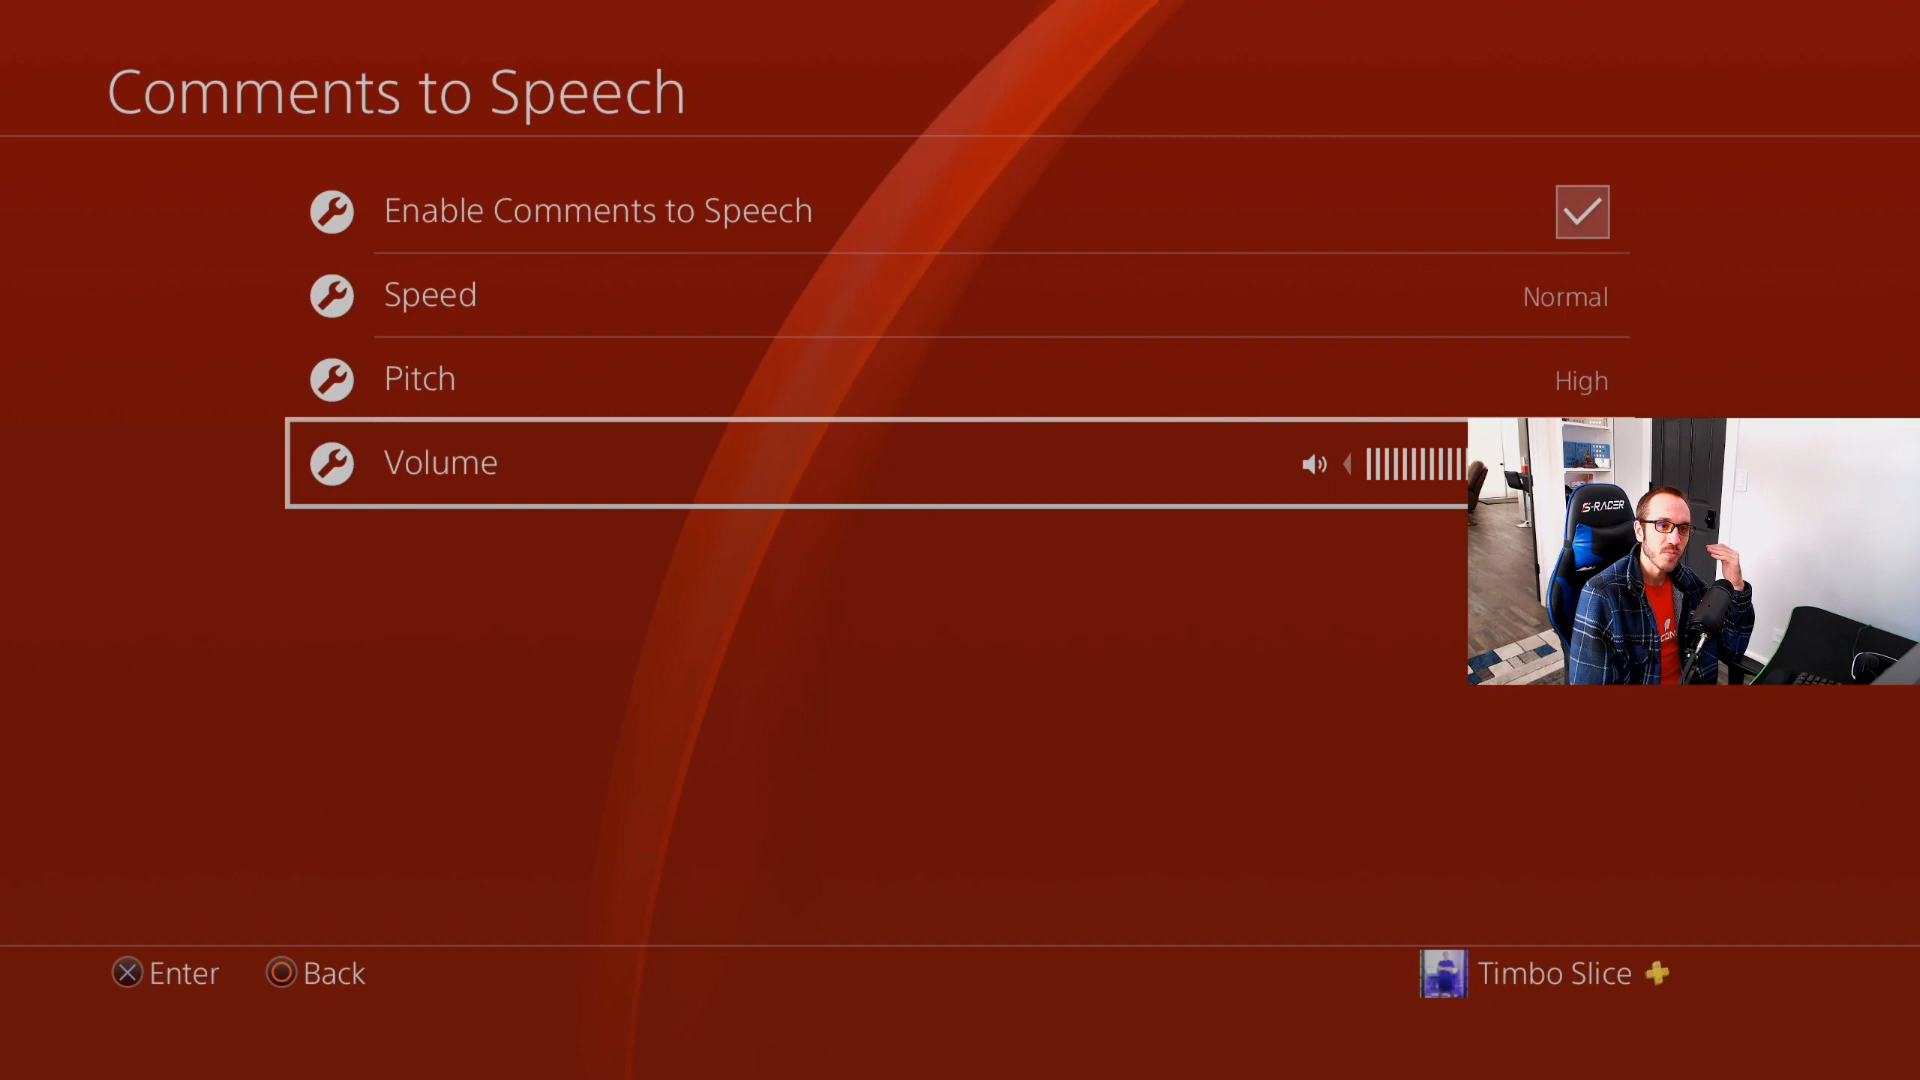 Comments to Speech
Enable Comments to Speech
Speed Normal
Pitch High
Volume
S-RACER
Enter Back Timbo Slice